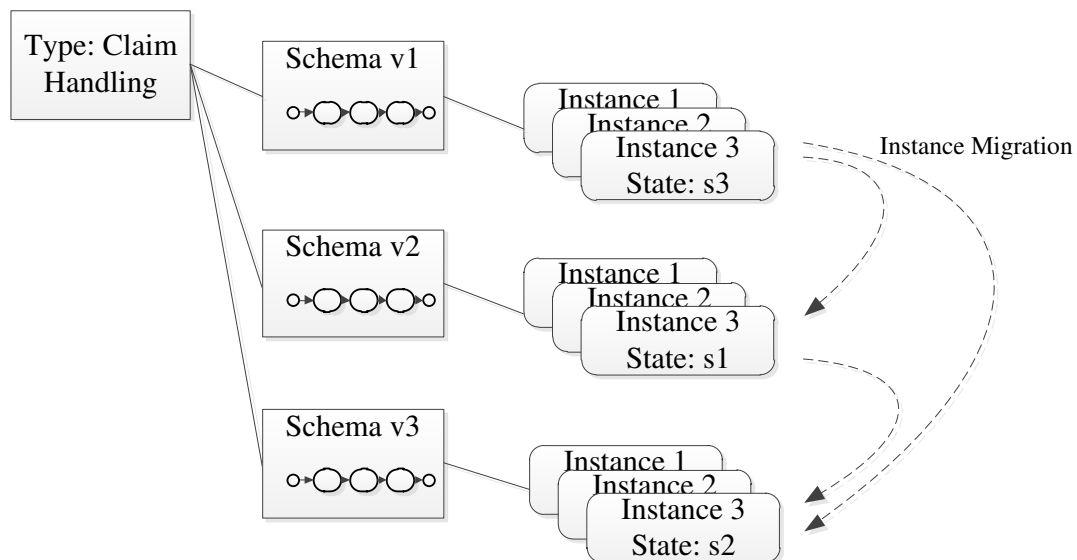 Type: Claim
Handling
Schema v1
Instance 1
Instance 2
Instance 3
State: s3
Instance Migration
Schema v2
Instance 1
Instance 2
Instance 3
State: s1
Schema v3
Instance 1
Instance 2
Instance 3
State: s2